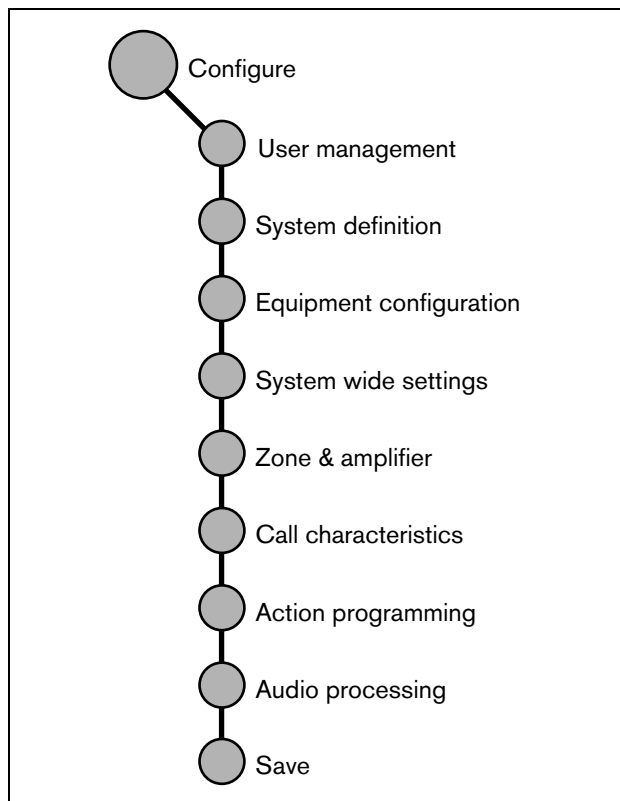 Configure
User management
System definition
Equipment configuration
System wide settings
Zone & amplifier
Call characteristics
Action programming
Audio processing
Save